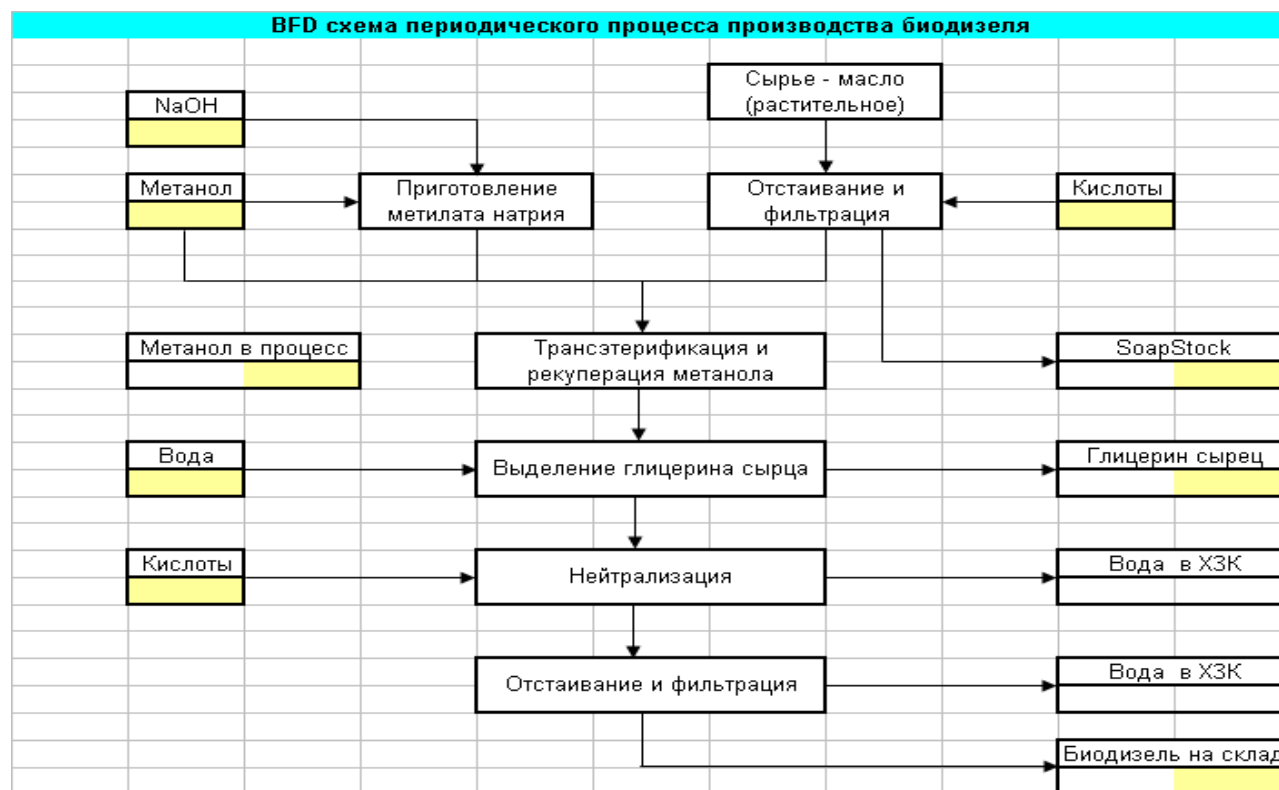 BFD схема периодического процесса производства биодизеля
Сырье - масло
(растительное)
NaOH
Метанол
Приготовление
метилата натрия
Отстаивание и
фильтрация
Кислоты
Метанол в процесс
Трансэтерификация и
рекуперация метанола
SoapStock
Вода
Выделение глицерина сырца
Глицерин сырец
Кислоты
Нейтрализация
Вода в ХЗК
Отстаивание и фильтрация
Вода в ХЗК
Биодизель на склад